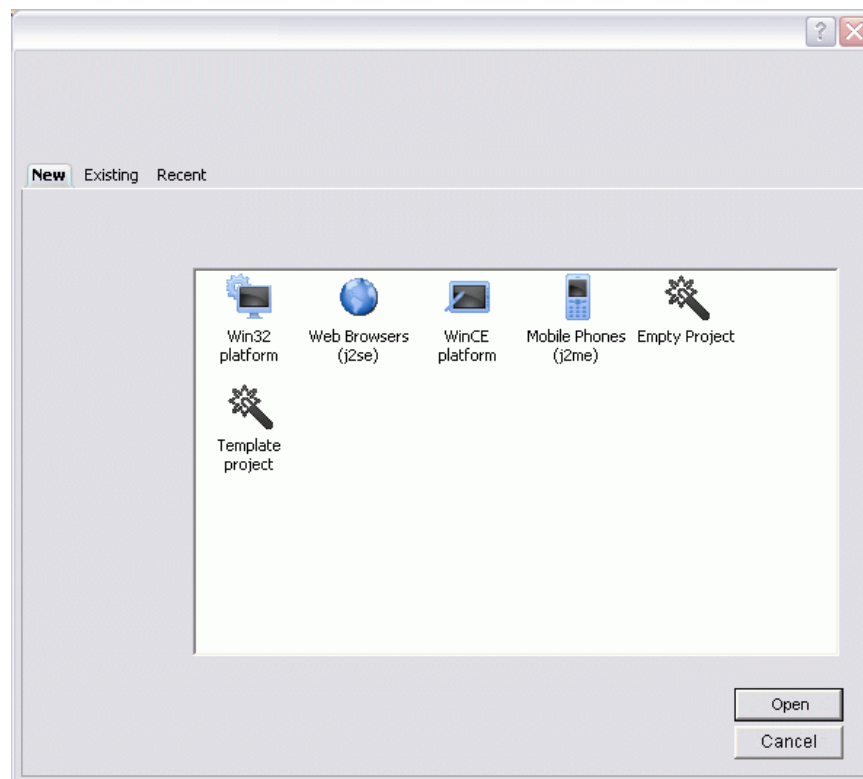 New Existing Recent
Win32 Web Browsers WinCE Mobile Phones Empty Project
platform (j2se) platform (j2me)
Template
project
Open
Cancel